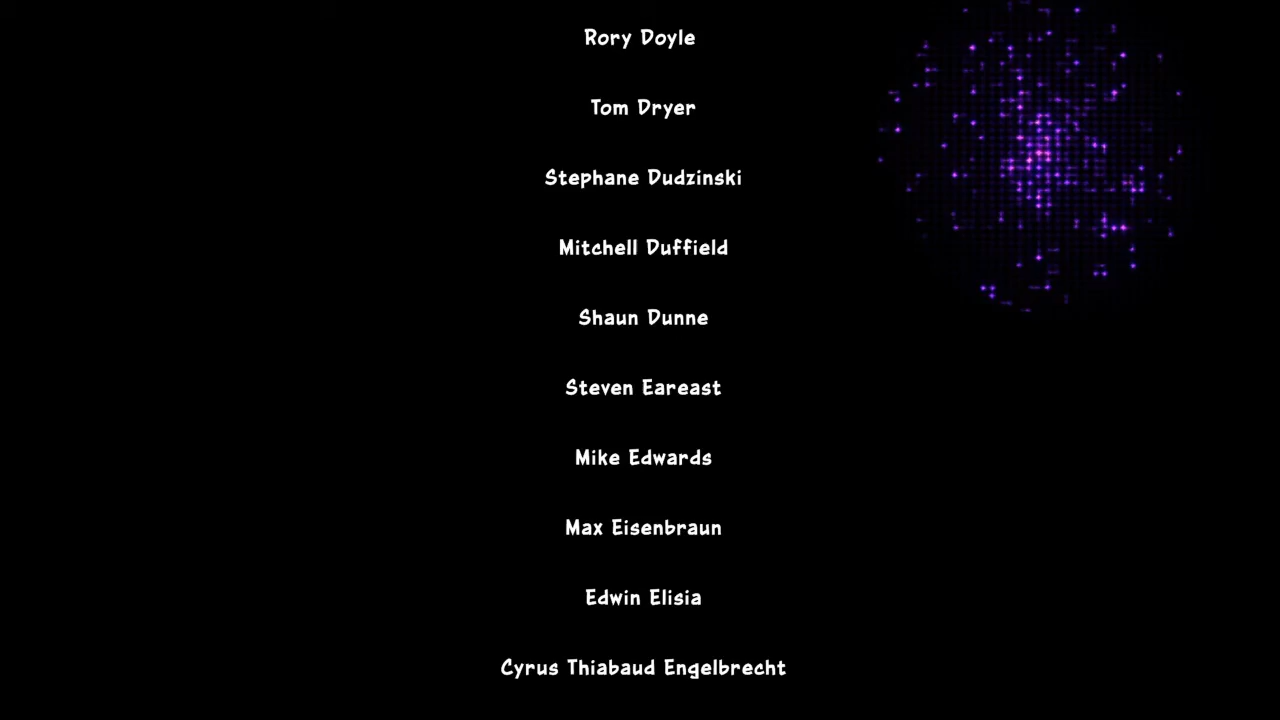 Rory Doyle
Tom Dryer
Stephane Dudzinski
Mitchell Duffield
Shaun Dunne
Steven Eareast
Mike Edwards
Max Eisenbraun
Edwin Elisia
Cyrus Thiabaud Engelbrecht